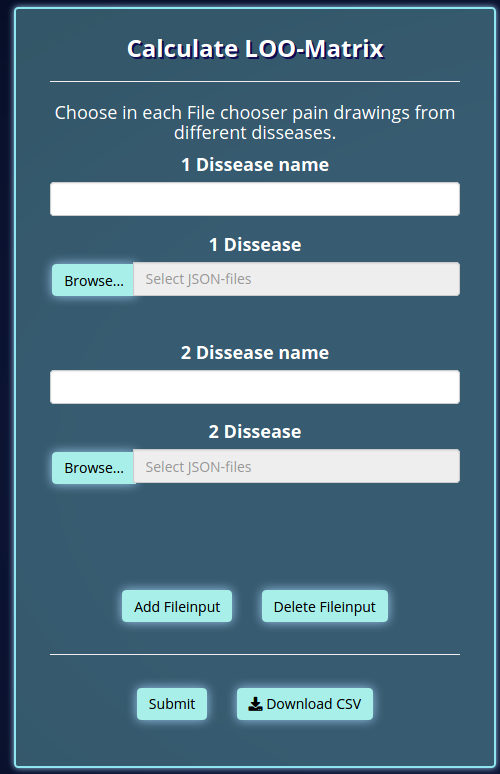 Calculate LOO-Matrix
Choose in each File chooser pain drawings from
different disseases.
1 Dissease name
1 Dissease
Browse... Select JSON-files
2 Dissease name
2 Dissease
Browse... Select JSON-files
Add Fileinput Delete Fileinput
Submit Download CSV